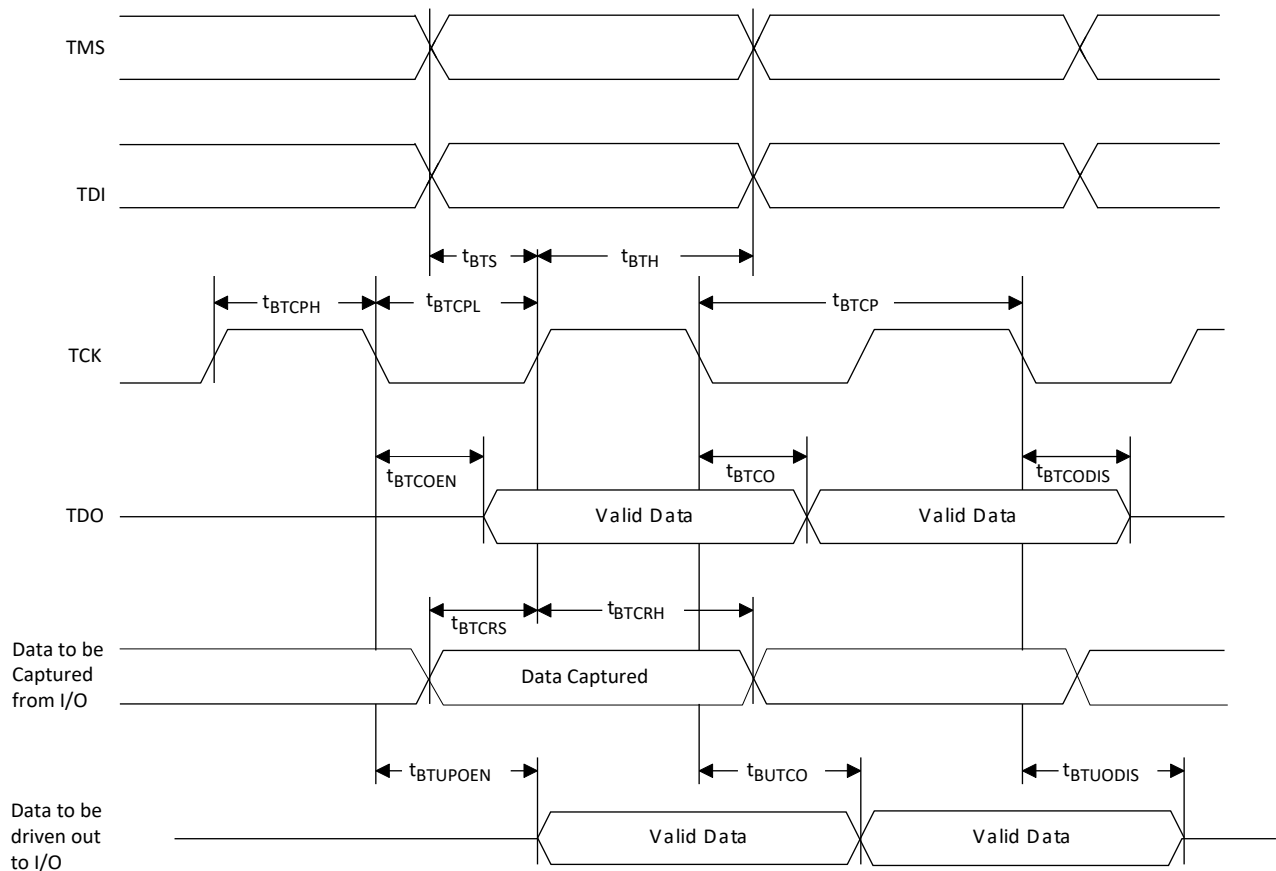 TMS
TDI
tBTS
tBTH
tBTCPH
tBTCPL
tBTCP
TCK
tBTCOEN
tBTCO
tBTCODIS
TDO
Valid Data
Valid Data
tBTCRS
tBTCRH
Data to be
Captured
from I/O
Data Captured
tBTUPOEN
tBUTCO
tBTUODIS
Data to be
driven out
to I/O
Valid Data
Valid Data